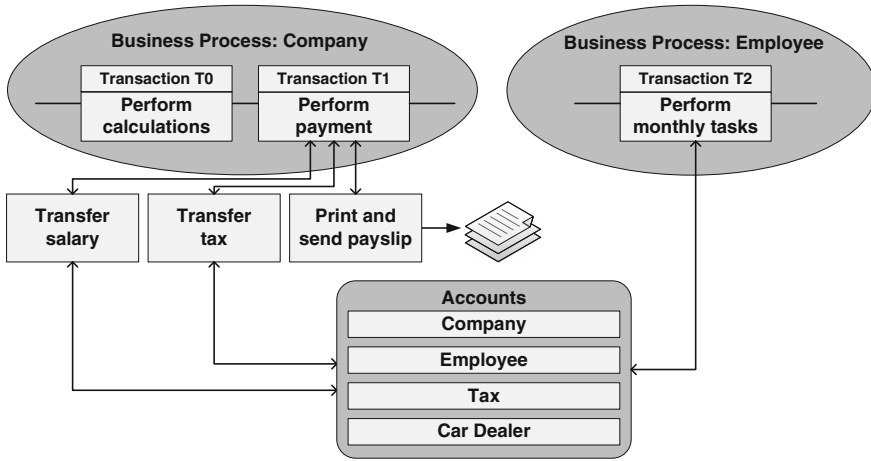 Business Process: Company
Transaction T0
Perform
calculations
Transaction T1
Perform
payment
Business Process: Employee
Transaction T2
Perform
monthly tasks
Transfer
salary
Transfer
tax
Print and
send payslip
Accounts
Company
Employee
Tax
Car Dealer